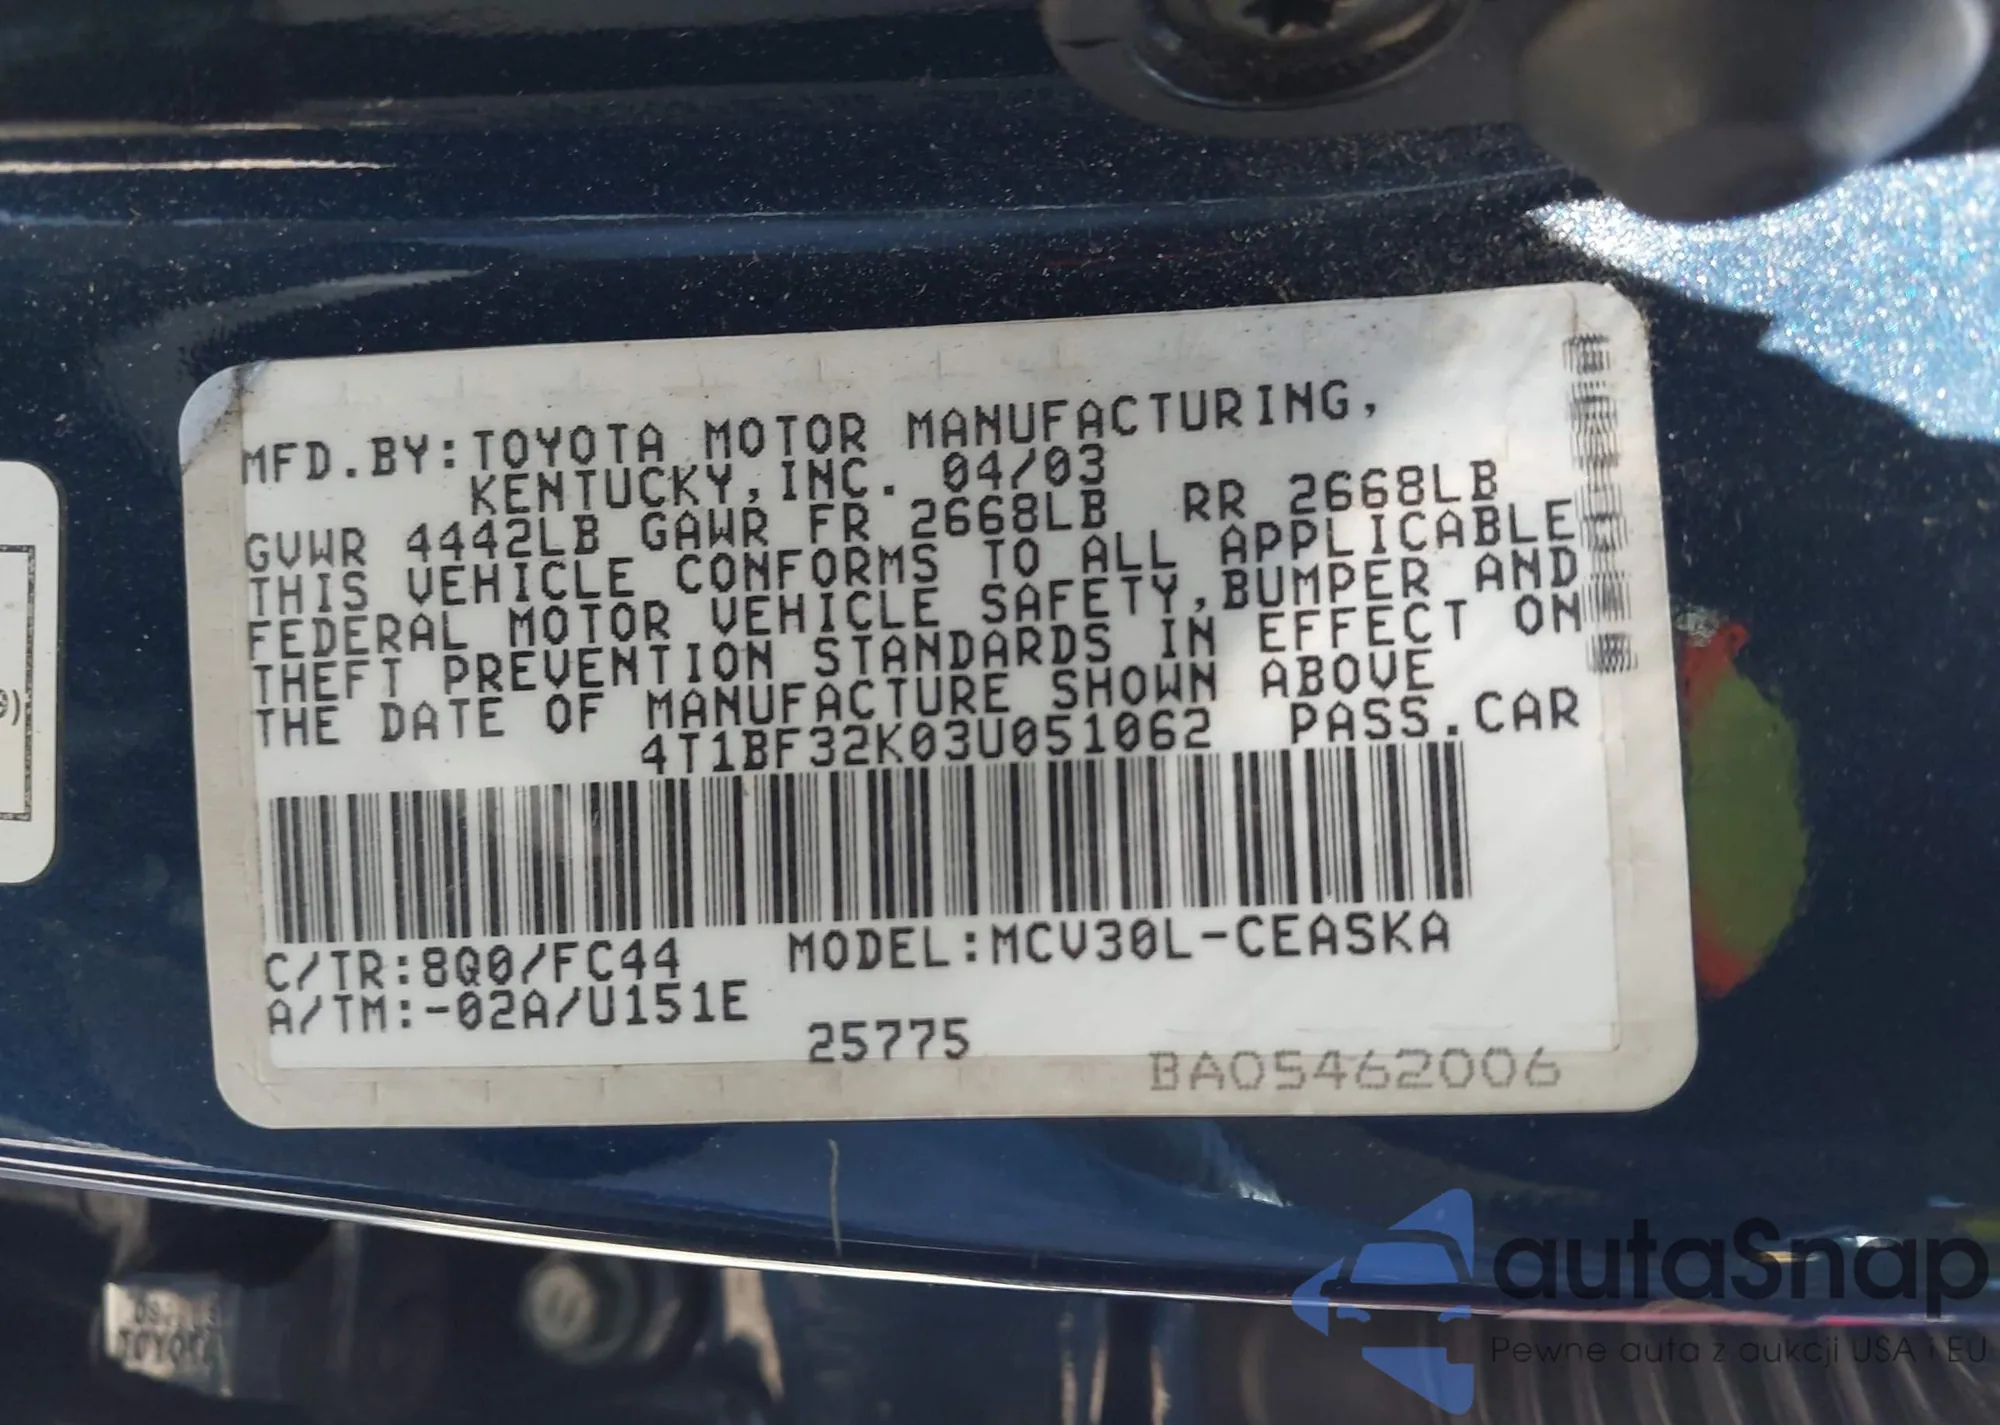 MFD.BY:TOYOTA MOTOR MANUFACTURING,
KENTUCKY,INC. 04/03
GVWR 4442LB GAWR FR 2668LB RR 2668LB
THIS VEHICLE CONFORMS TO ALL APPLICABLE
FEDERAL MOTOR VEHICLE SAFETY,BUMPER AND
THEFT PREVENTION STANDARDS IN EFFECT ON
THE DATE OF MANUFACTURE SHOWN ABOVE
4T1BF32K03U051062 PASS.CAR
C/TR:8Q0/FC44 MODEL:MCV30L-CEASKA
A/TM:-02A/U151E
25775
BA05462006
TOYOTA
autaSnap
Pewne auta z aukcji USA i EU